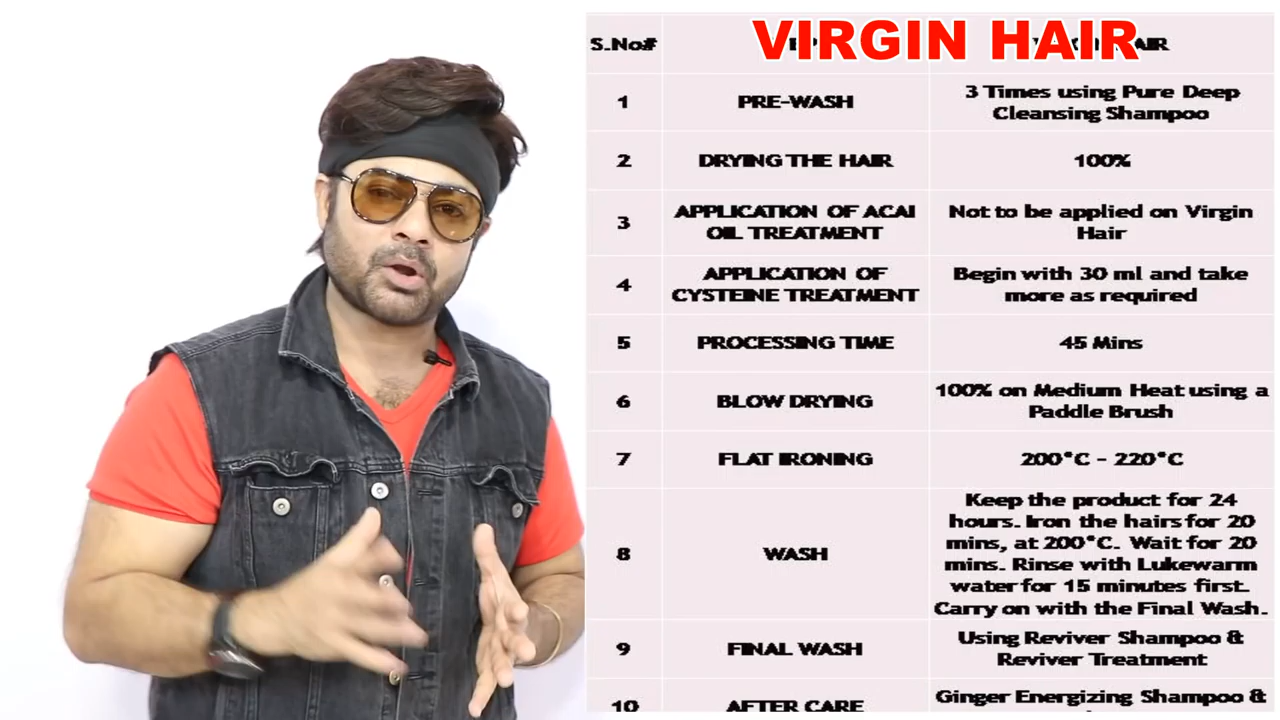 VIRGIN HAIR
S.No#
1 PRE-WASH 3 Times using Pure Deep
Cleansing Shampoo
2 DRYING THE HAIR 100%
3 APPLICATION OF ACAI
OIL TREATMENT
Not to be applied on Virgin
Hair
4 APPLICATION OF
CYSTEINE TREATMENT
Begin with 30 ml and take
more as required
5 PROCESSING TIME 45 Mins
6 BLOW DRYING 100% on Medium Heat using a
Paddle Brush
7 FLAT IRONING 200°C - 220°C
8 WASH Keep the product for 24
hours. Iron the hairs for 20
mins, at 200°C. Wait for 20
mins. Rinse with Lukewarm
water for 15 minutes first.
Carry on with the Final Wash.
9 FINAL WASH Using Reviver Shampoo &
Reviver Treatment
10 AFTER CARE Ginger Energizing Shampoo &